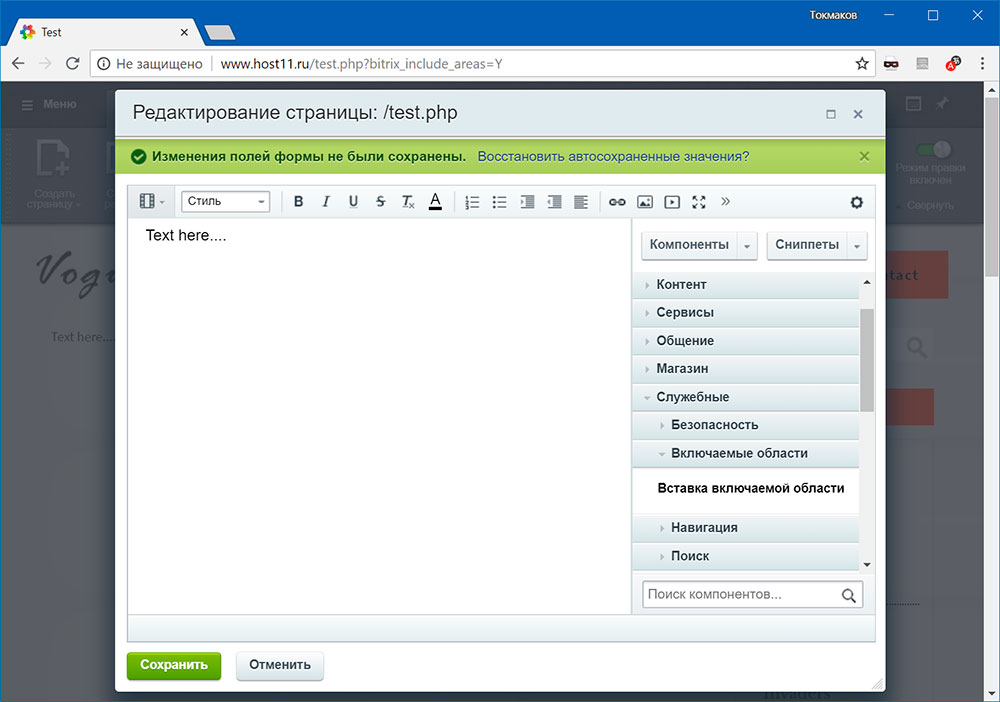 Токмаков
Test
Не защищено www.host11.ru/test.php?bitrix_include_areas=Y
Меню
Редактирование страницы: /test.php
Изменения полей формы не были сохранены. Восстановить автосохраненные значения?
Создать
страницу
Режим правки
включен
Свернуть
Стиль
B I U S Tx A
Text here....
Компоненты Сниппеты
Контент
Сервисы
Общение
Магазин
Служебные
Безопасность
Включаемые области
Вставка включаемой области
Навигация
Поиск
Поиск компонентов...
Text here....
Сохранить Отменить